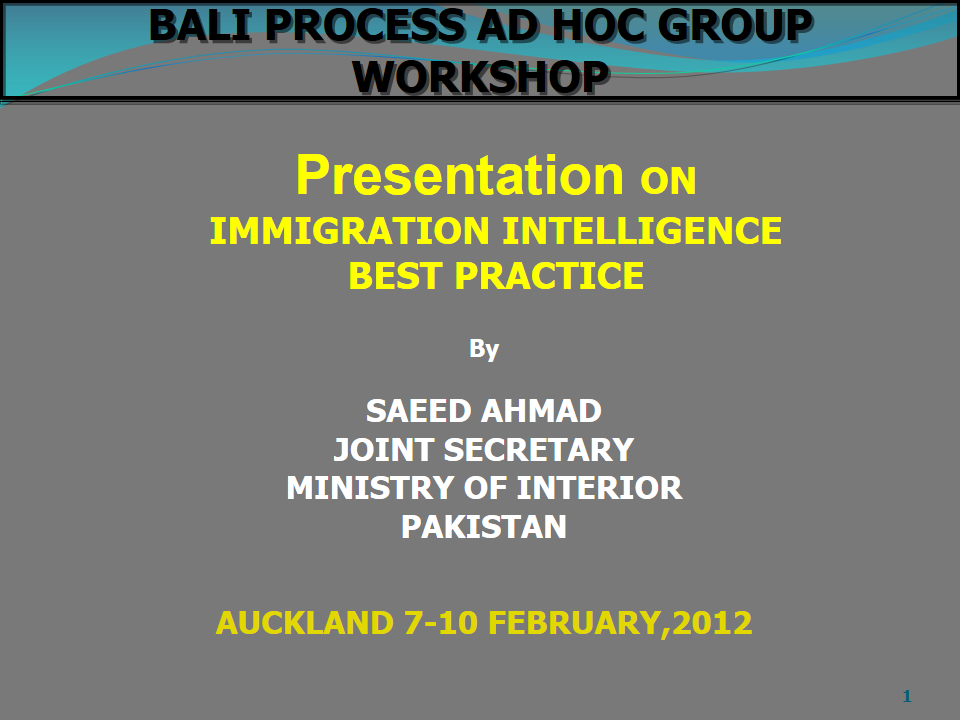 BALI PROCESS AD HOC GROUP
WORKSHOP
Presentation ON
IMMIGRATION INTELLIGENCE
BEST PRACTICE
By
SAEED AHMAD
JOINT SECRETARY
MINISTRY OF INTERIOR
PAKISTAN
AUCKLAND 7-10 FEBRUARY,2012
1